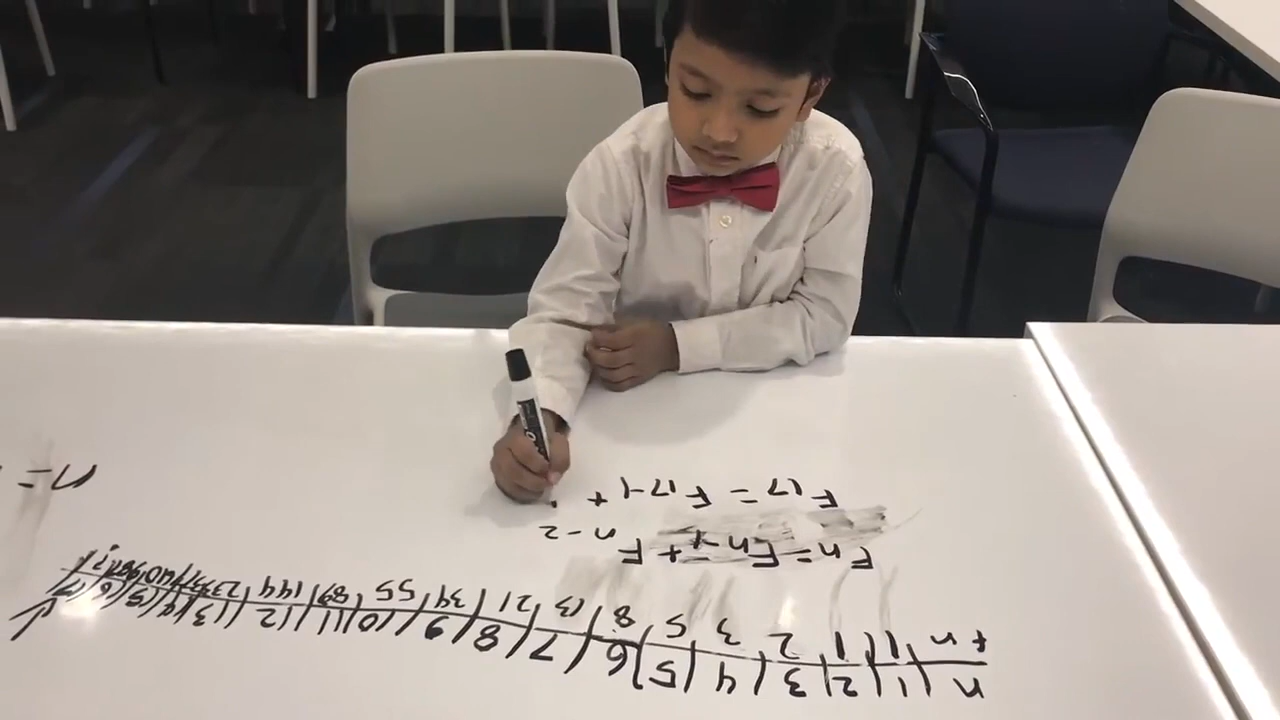 n | 1 | 2 | 3 | 4 | 5 | 6 | 7 | 8 | 9 | 10 | 11 | 12 | 13 | 14 | 15 | 16 | 17
Fn | 1 | 1 | 2 | 3 | 5 | 8 | 13 | 21 | 34 | 55 | 89 | 144 | ?
Fn = Fn-1 + F n-2
F17 = F17-1 +
n =